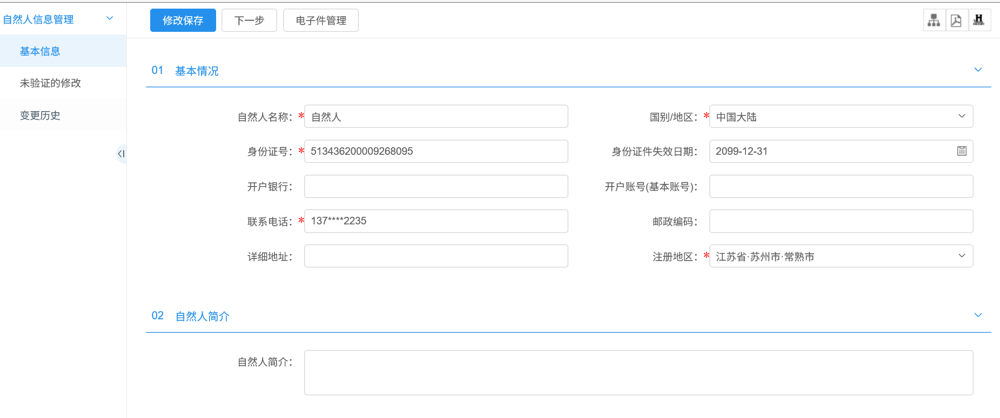 自然人信息管理
基本信息
未验证的修改
变更历史
修改保存 下一步 电子件管理
H
HISTORY
01 基本情况
自然人名称：*自然人 国别/地区：*中国大陆
身份证号：*513436200009268095 身份证件失效日期：2099-12-31
开户银行： 开户账号(基本账号)：
联系电话：*137****2235 邮政编码：
详细地址： 注册地区：*江苏省·苏州市·常熟市
02 自然人简介
自然人简介：